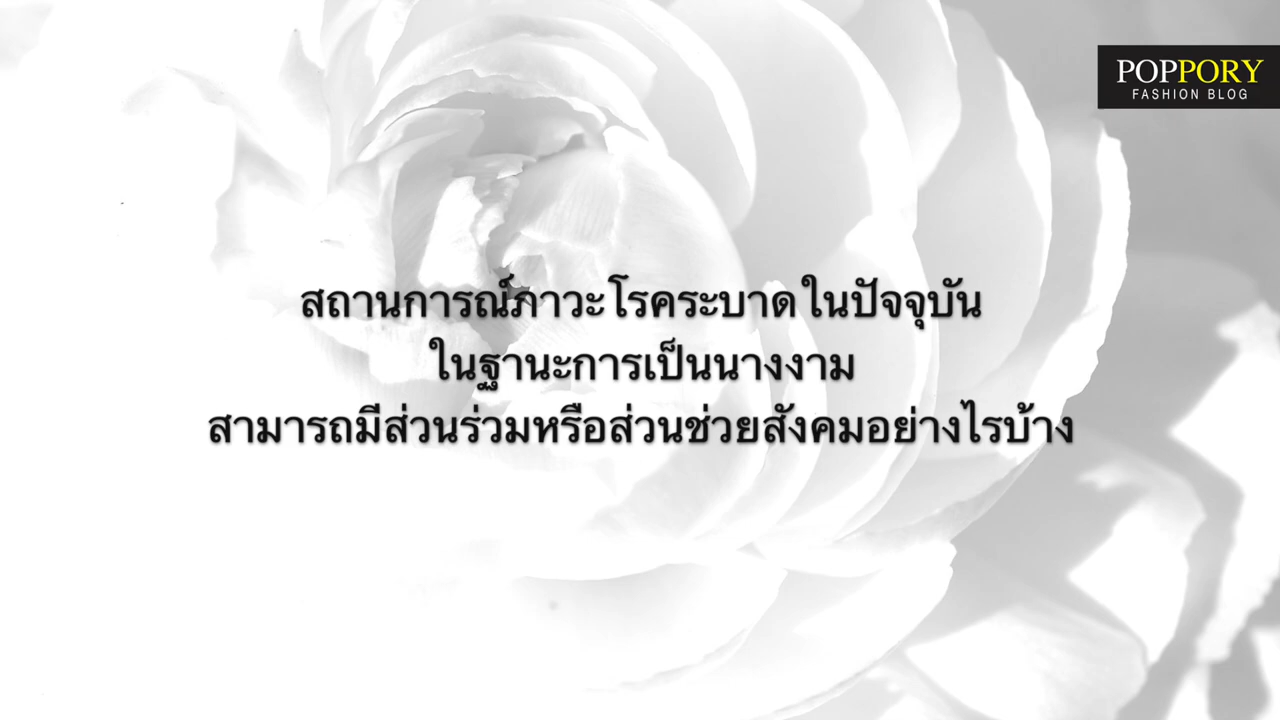 POPPORY
FASHION BLOG
สถานการณ์ภาวะโรคระบาดในปัจจุบัน
ในฐานะการเป็นนางงาม
สามารถมีส่วนร่วมหรือส่วนช่วยสังคมอย่างไรบ้าง